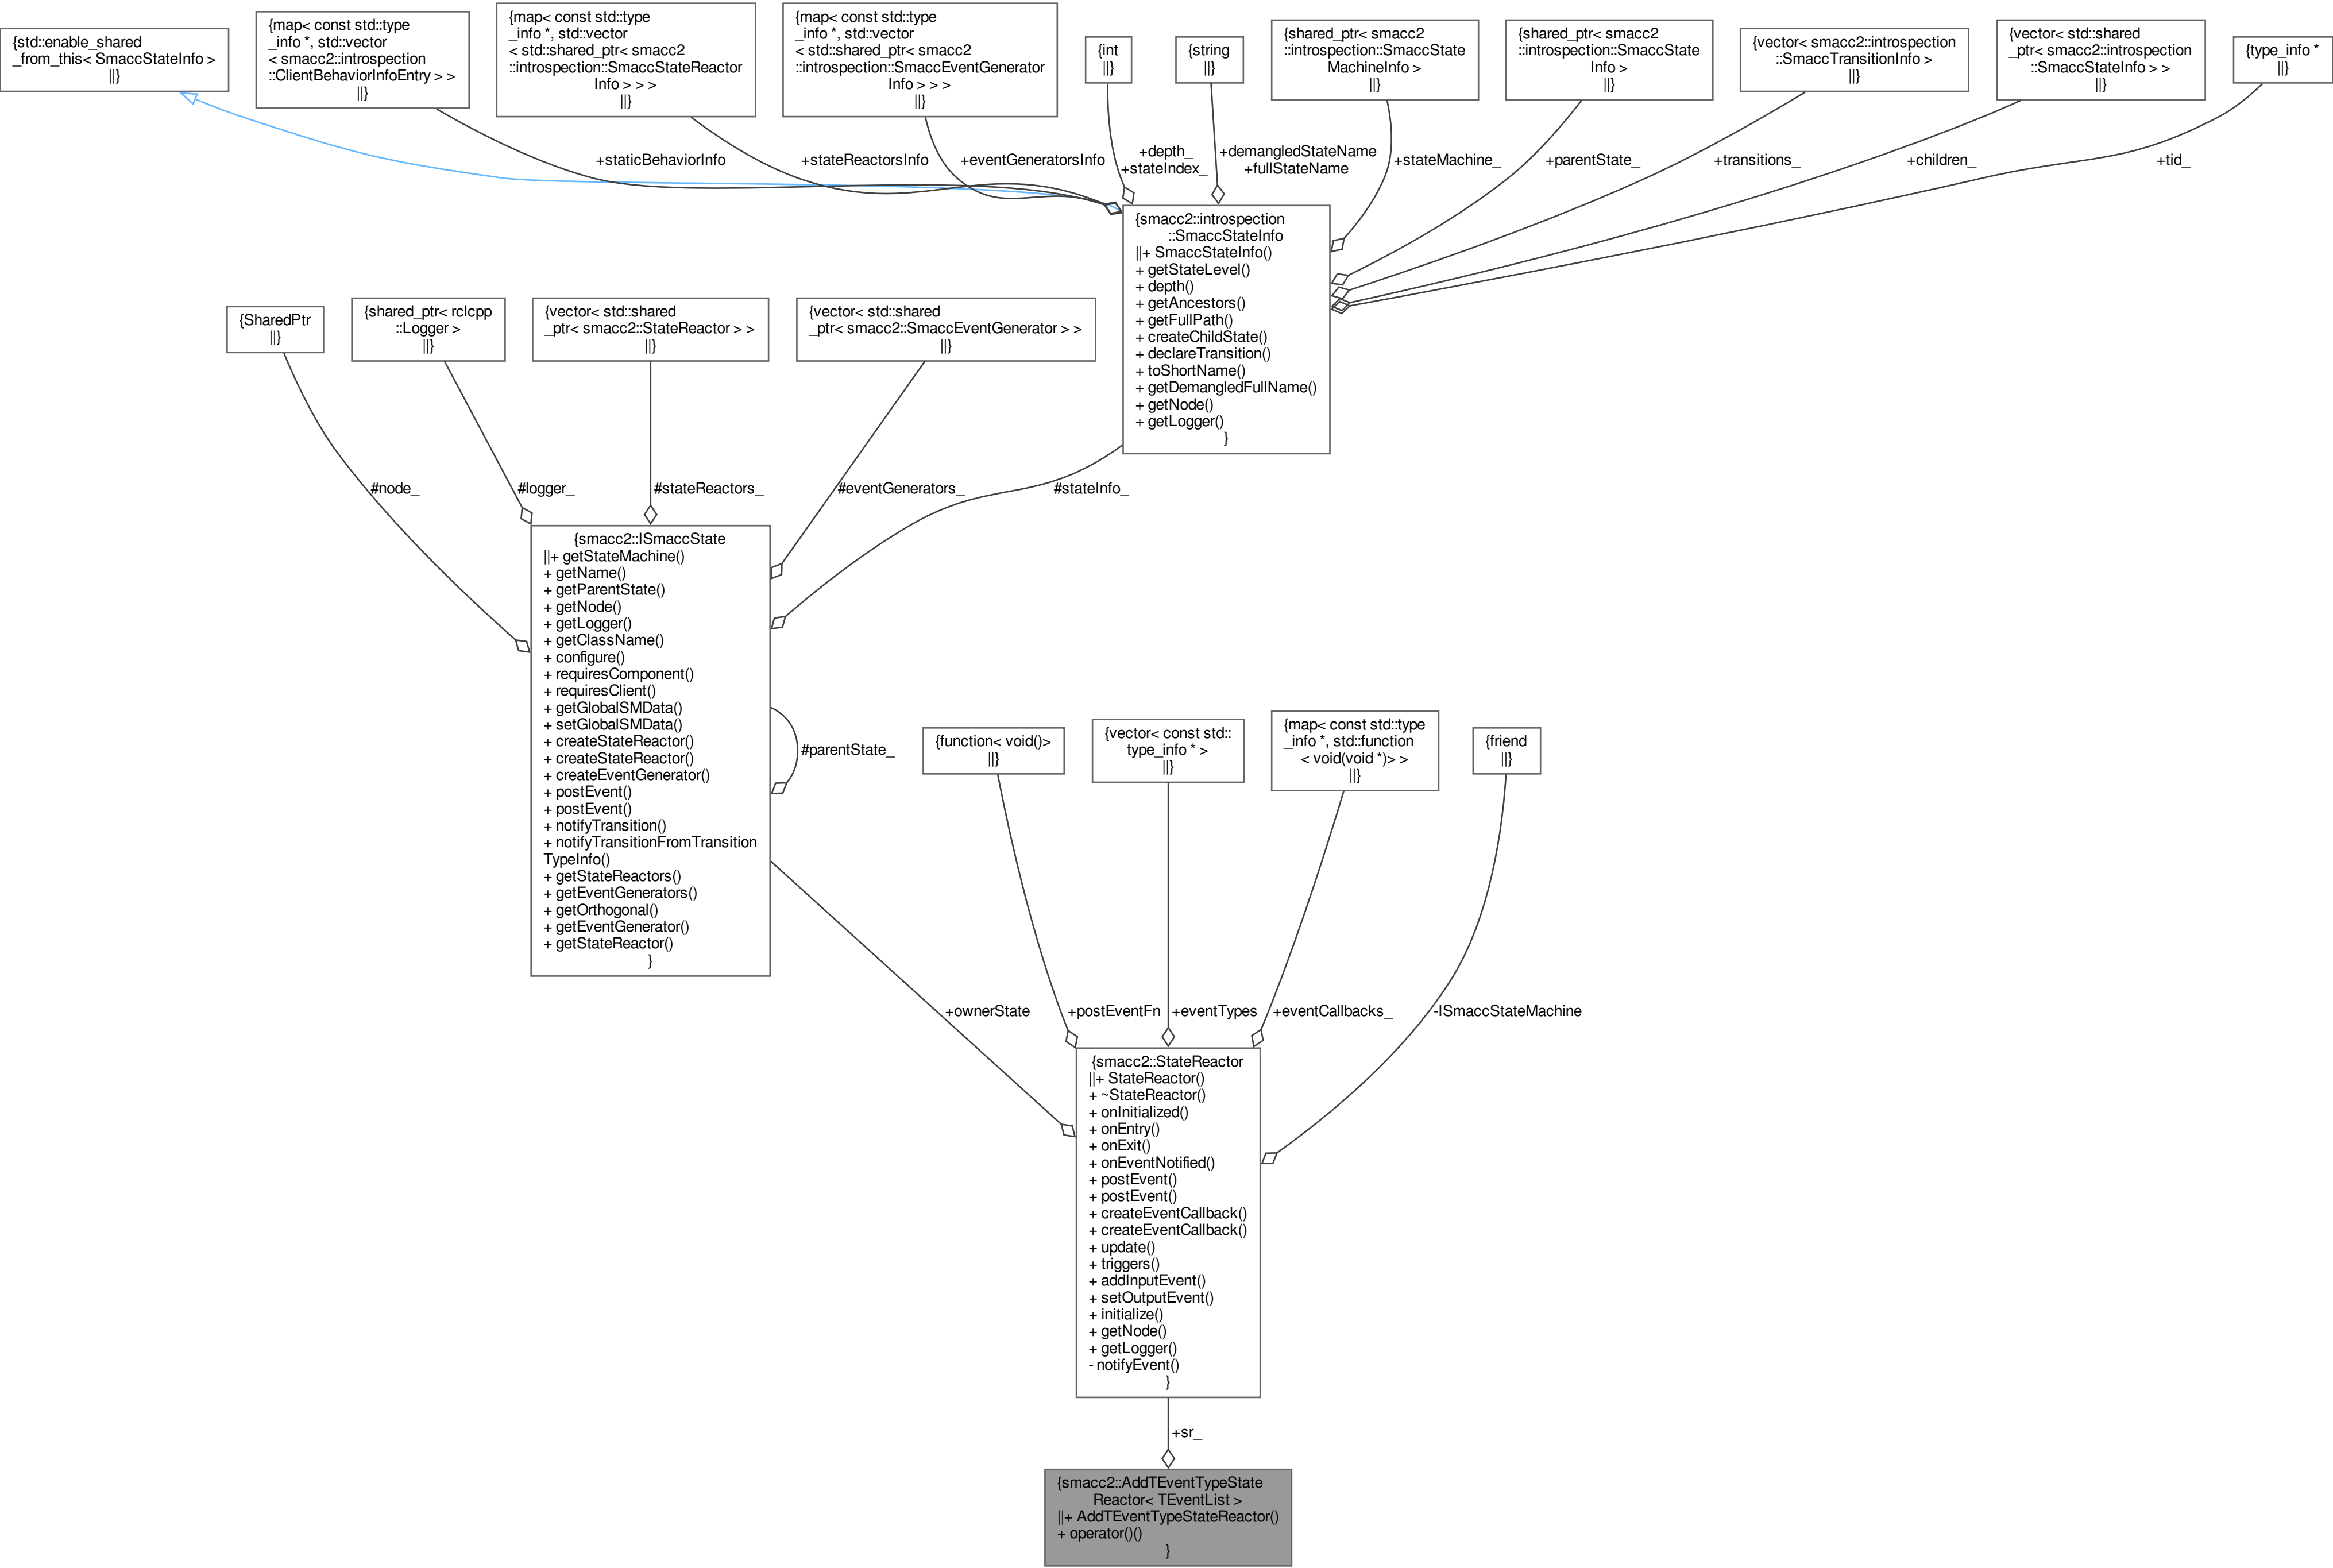 {std::enable_shared
_from_this< SmaccStateInfo >
||}
{map< const std::type
_info *, std::vector
< smacc2::introspection
::ClientBehaviorInfoEntry > >
||}
{map< const std::type
_info *, std::vector
< std::shared_ptr< smacc2
::introspection::SmaccStateReactor
Info > > >
||}
{map< const std::type
_info *, std::vector
< std::shared_ptr< smacc2
::introspection::SmaccEventGenerator
Info > > >
||}
{int
||}
{string
||}
{shared_ptr< smacc2
::introspection::SmaccState
MachineInfo >
||}
{shared_ptr< smacc2
::introspection::SmaccState
Info >
||}
{vector< smacc2::introspection
::SmaccTransitionInfo >
||}
{vector< std::shared
_ptr< smacc2::introspection
::SmaccStateInfo > >
||}
{type_info *
||}
+staticBehaviorInfo
+stateReactorsInfo
+eventGeneratorsInfo
+depth_
+stateIndex_
+demangledStateName
+fullStateName
+stateMachine_
+parentState_
+transitions_
+children_
+tid_
{smacc2::introspection
::SmaccStateInfo
||+ SmaccStateInfo()
+ getStateLevel()
+ depth()
+ getAncestors()
+ getFullPath()
+ createChildState()
+ declareTransition()
+ toShortName()
+ getDemangledFullName()
+ getNode()
+ getLogger()
}
{SharedPtr
||}
{shared_ptr< rclcpp
::Logger >
||}
{vector< std::shared
_ptr< smacc2::StateReactor > >
||}
{vector< std::shared
_ptr< smacc2::SmaccEventGenerator > >
||}
#node_
#logger_
#stateReactors_
#eventGenerators_
#stateInfo_
{smacc2::ISmaccState
||+ getStateMachine()
+ getName()
+ getParentState()
+ getNode()
+ getLogger()
+ getClassName()
+ configure()
+ requiresComponent()
+ requiresClient()
+ getGlobalSMData()
+ setGlobalSMData()
+ createStateReactor()
+ createStateReactor()
+ createEventGenerator()
+ postEvent()
+ postEvent()
+ notifyTransition()
+ notifyTransitionFromTransition
TypeInfo()
+ getStateReactors()
+ getEventGenerators()
+ getOrthogonal()
+ getEventGenerator()
+ getStateReactor()
}
#parentState_
{function< void()>
||}
{vector< const std::
type_info * >
||}
{map< const std::type
_info *, std::function
< void(void *)> >
||}
{friend
||}
+ownerState
+postEventFn
+eventTypes
+eventCallbacks_
-ISmaccStateMachine
{smacc2::StateReactor
||+ StateReactor()
+ ~StateReactor()
+ onInitialized()
+ onEntry()
+ onExit()
+ onEventNotified()
+ postEvent()
+ postEvent()
+ createEventCallback()
+ createEventCallback()
+ update()
+ triggers()
+ addInputEvent()
+ setOutputEvent()
+ initialize()
+ getNode()
+ getLogger()
- notifyEvent()
}
+sr_
{smacc2::AddTEventTypeState
Reactor< TEventList >
||+ AddTEventTypeStateReactor()
+ operator()()
}